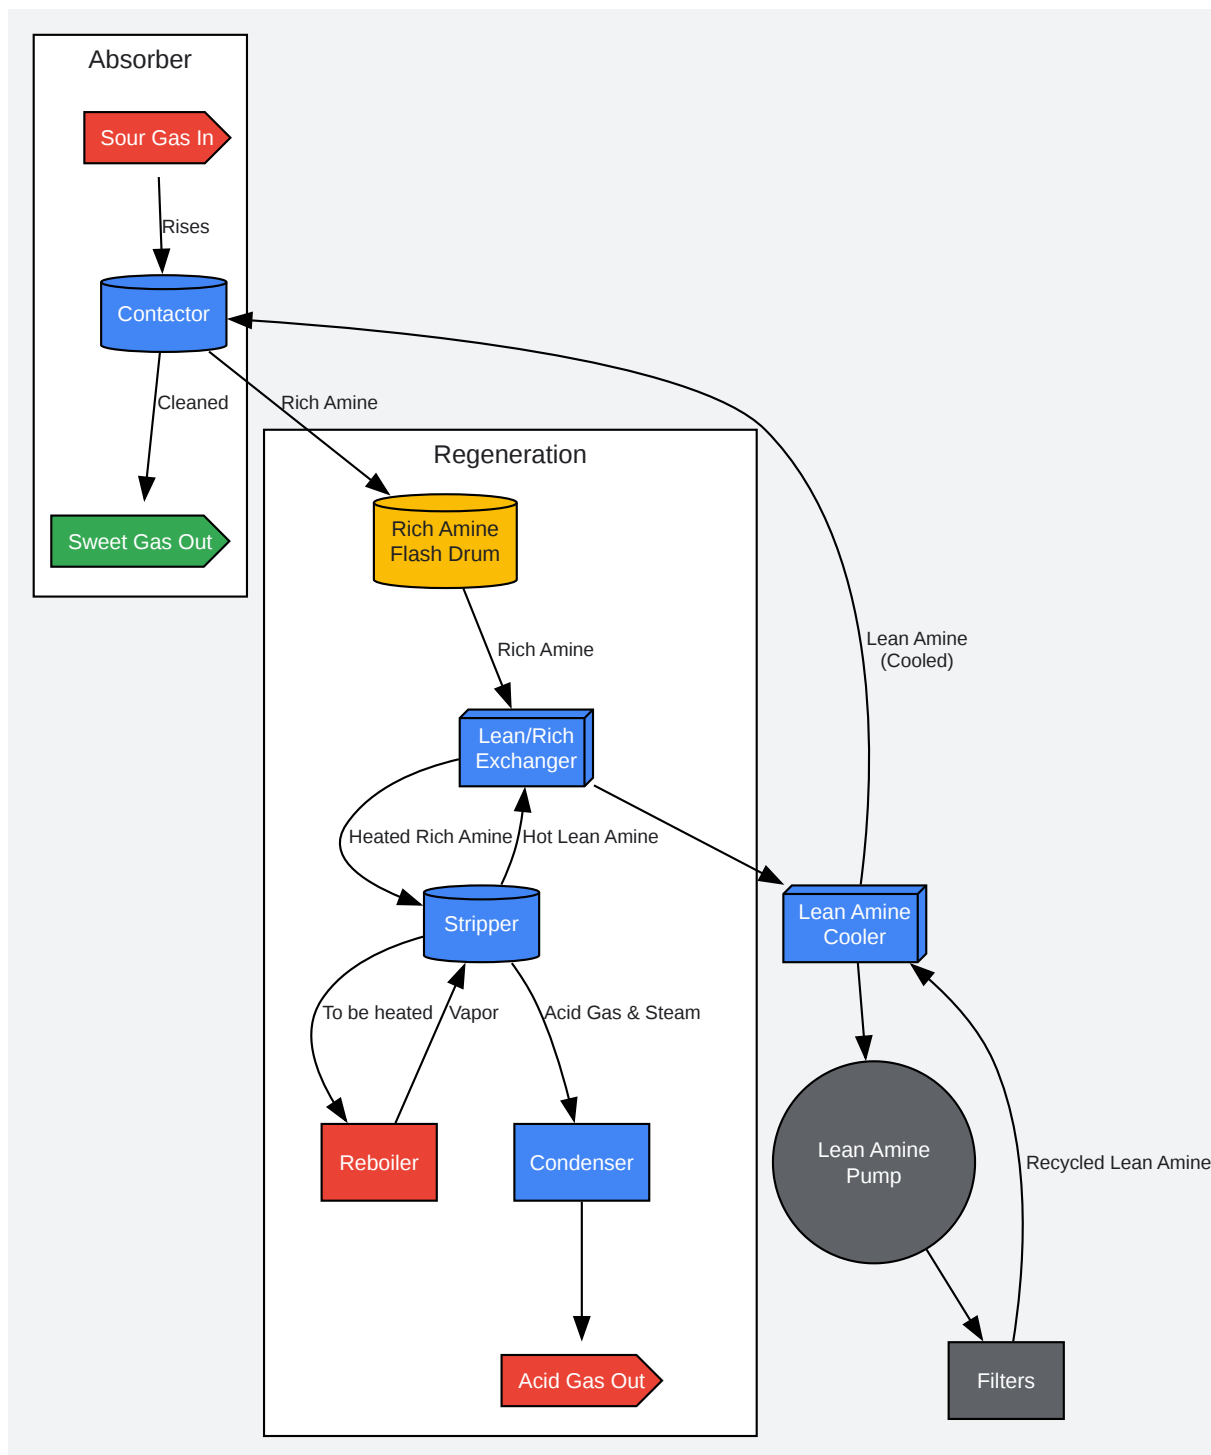 Absorber
Sour Gas In
Rises
Contactor
Cleaned
Rich Amine
Sweet Gas Out
Regeneration
Rich Amine
Flash Drum
Rich Amine
Lean Amine
(Cooled)
Lean/Rich
Exchanger
Heated Rich Amine
Hot Lean Amine
Stripper
Lean Amine
Cooler
To be heated
Vapor
Acid Gas & Steam
Reboiler
Condenser
Lean Amine
Pump
Recycled Lean Amine
Acid Gas Out
Filters